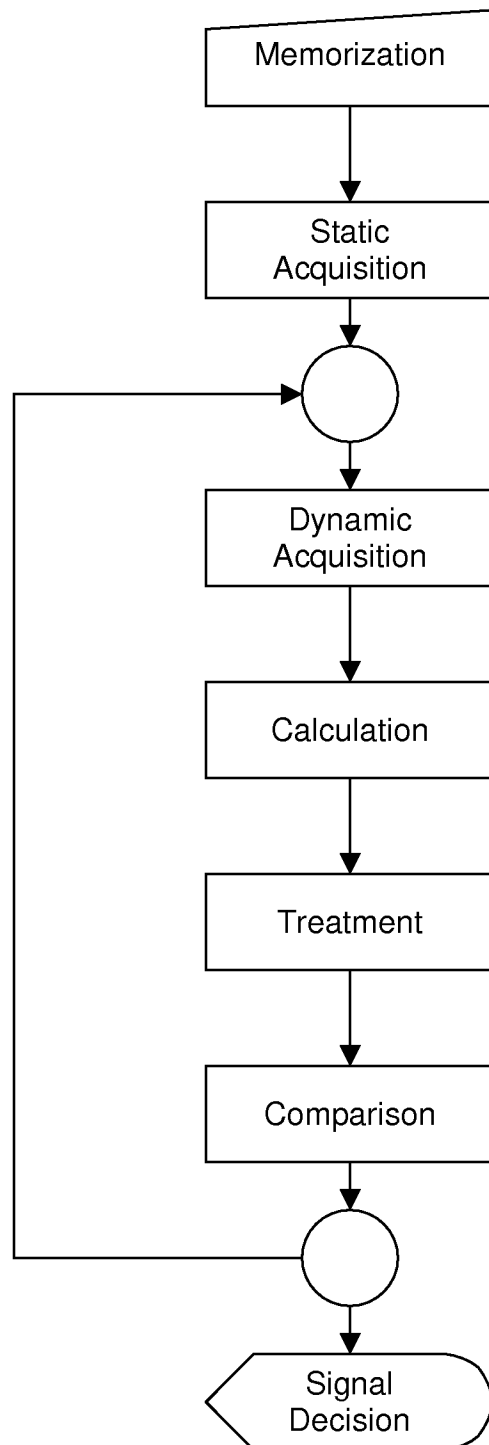 Memorization
Static
Acquisition
Dynamic
Acquisition
Calculation
Treatment
Comparison
Signal
Decision